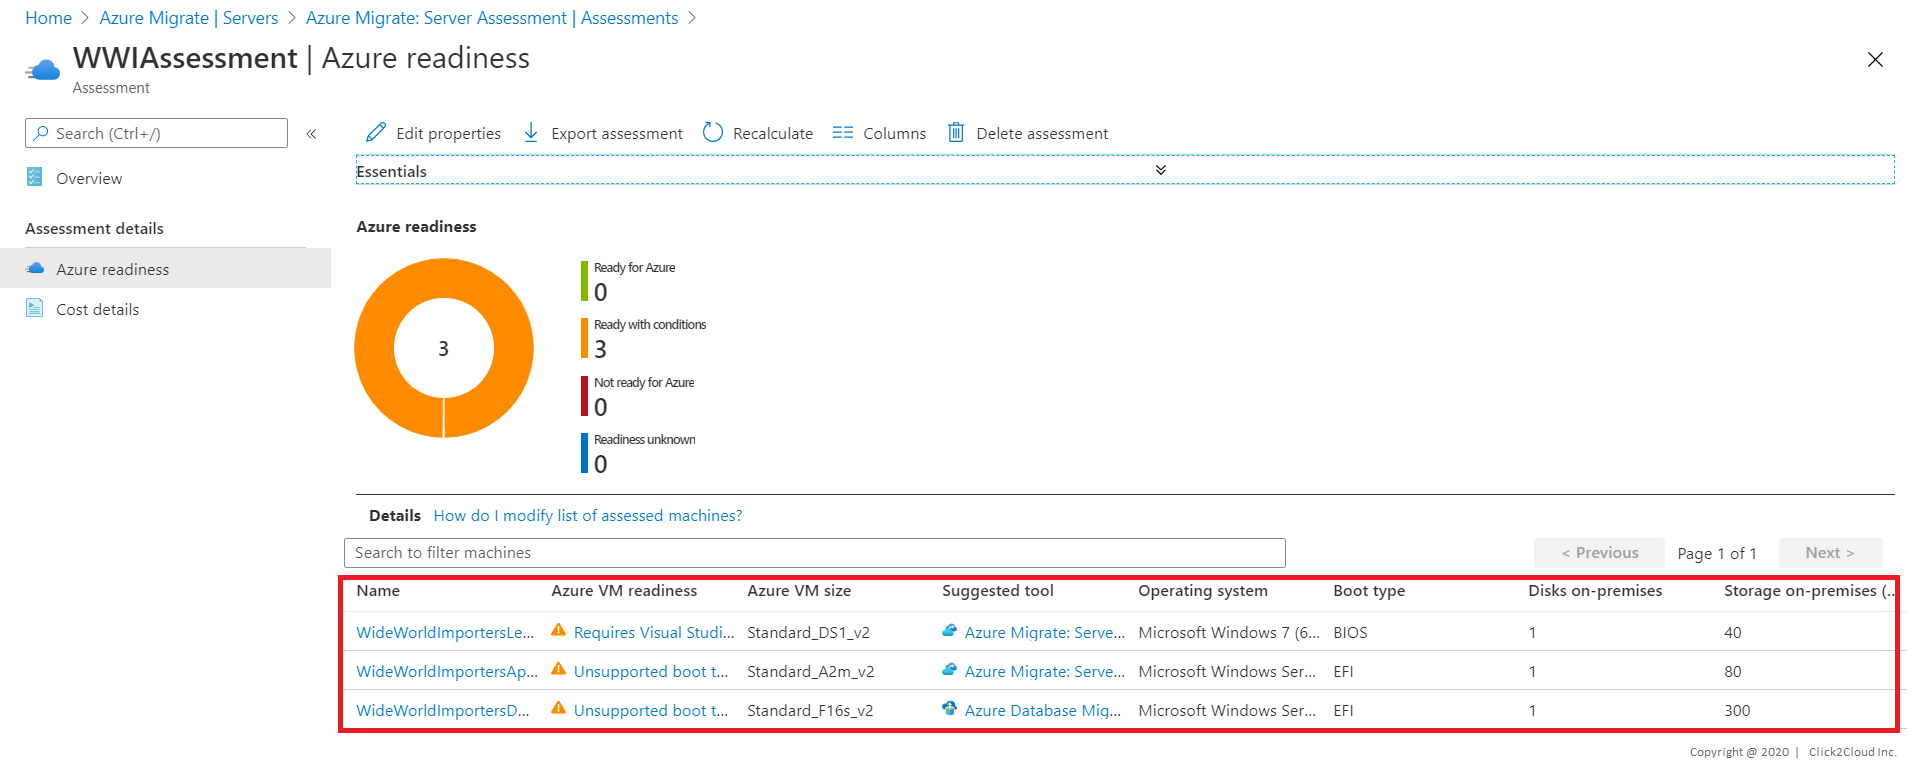 Home > Azure Migrate | Servers > Azure Migrate: Server Assessment | Assessments >
WWIAssessment | Azure readiness
Assessment
Search (Ctrl+/)
«
Edit properties
Export assessment
Recalculate
Columns
Delete assessment
Overview
Assessment details
Azure readiness
Cost details
Essentials
Azure readiness
3
Ready for Azure
0
Ready with conditions
3
Not ready for Azure
0
Readiness unknown
0
Details How do I modify list of assessed machines?
Search to filter machines
< Previous Page 1 of 1 Next >
Name Azure VM readiness Azure VM size Suggested tool Operating system Boot type Disks on-premises Storage on-premises (...
WideWorldImportersLe... Requires Visual Studi... Standard_DS1_v2 Azure Migrate: Serve... Microsoft Windows 7 (6... BIOS 1 40
WideWorldImportersAp... Unsupported boot t... Standard_A2m_v2 Azure Migrate: Serve... Microsoft Windows Ser... EFI 1 80
WideWorldImportersD... Unsupported boot t... Standard_F16s_v2 Azure Database Mig... Microsoft Windows Ser... EFI 1 300
Copyright @ 2020 | Click2Cloud Inc.